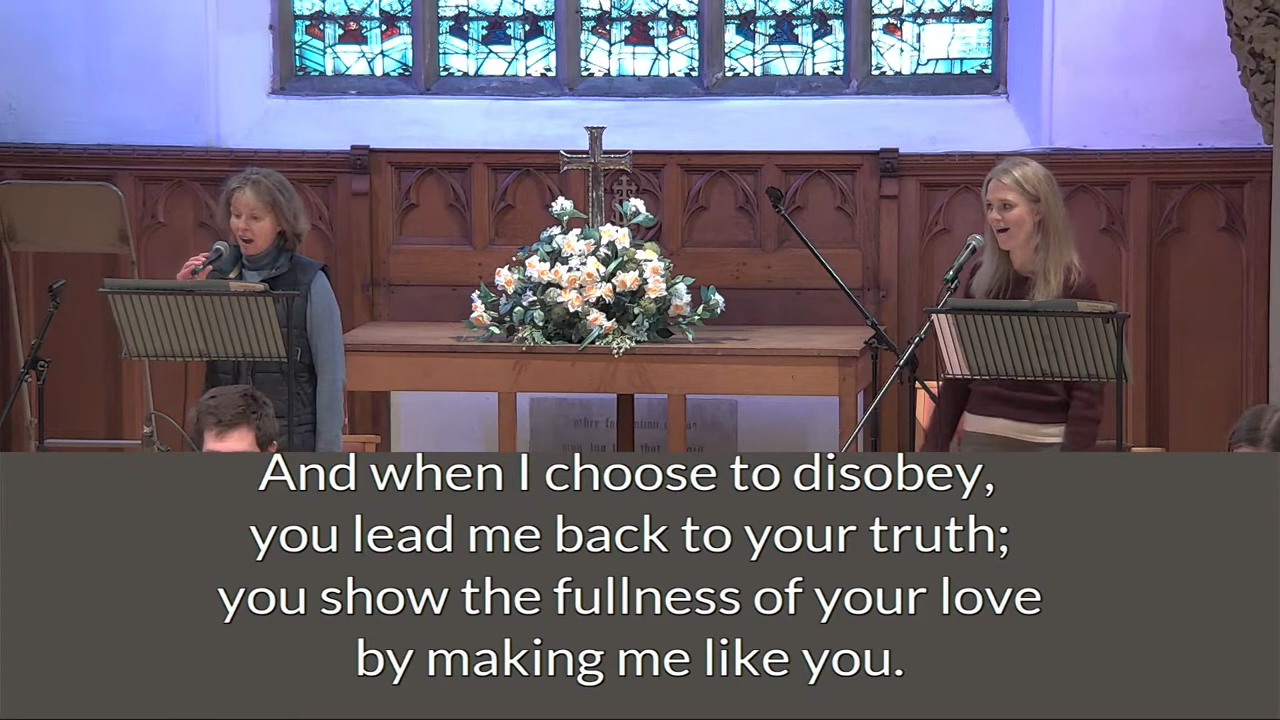 And when I choose to disobey,
you lead me back to your truth;
you show the fullness of your love
by making me like you.